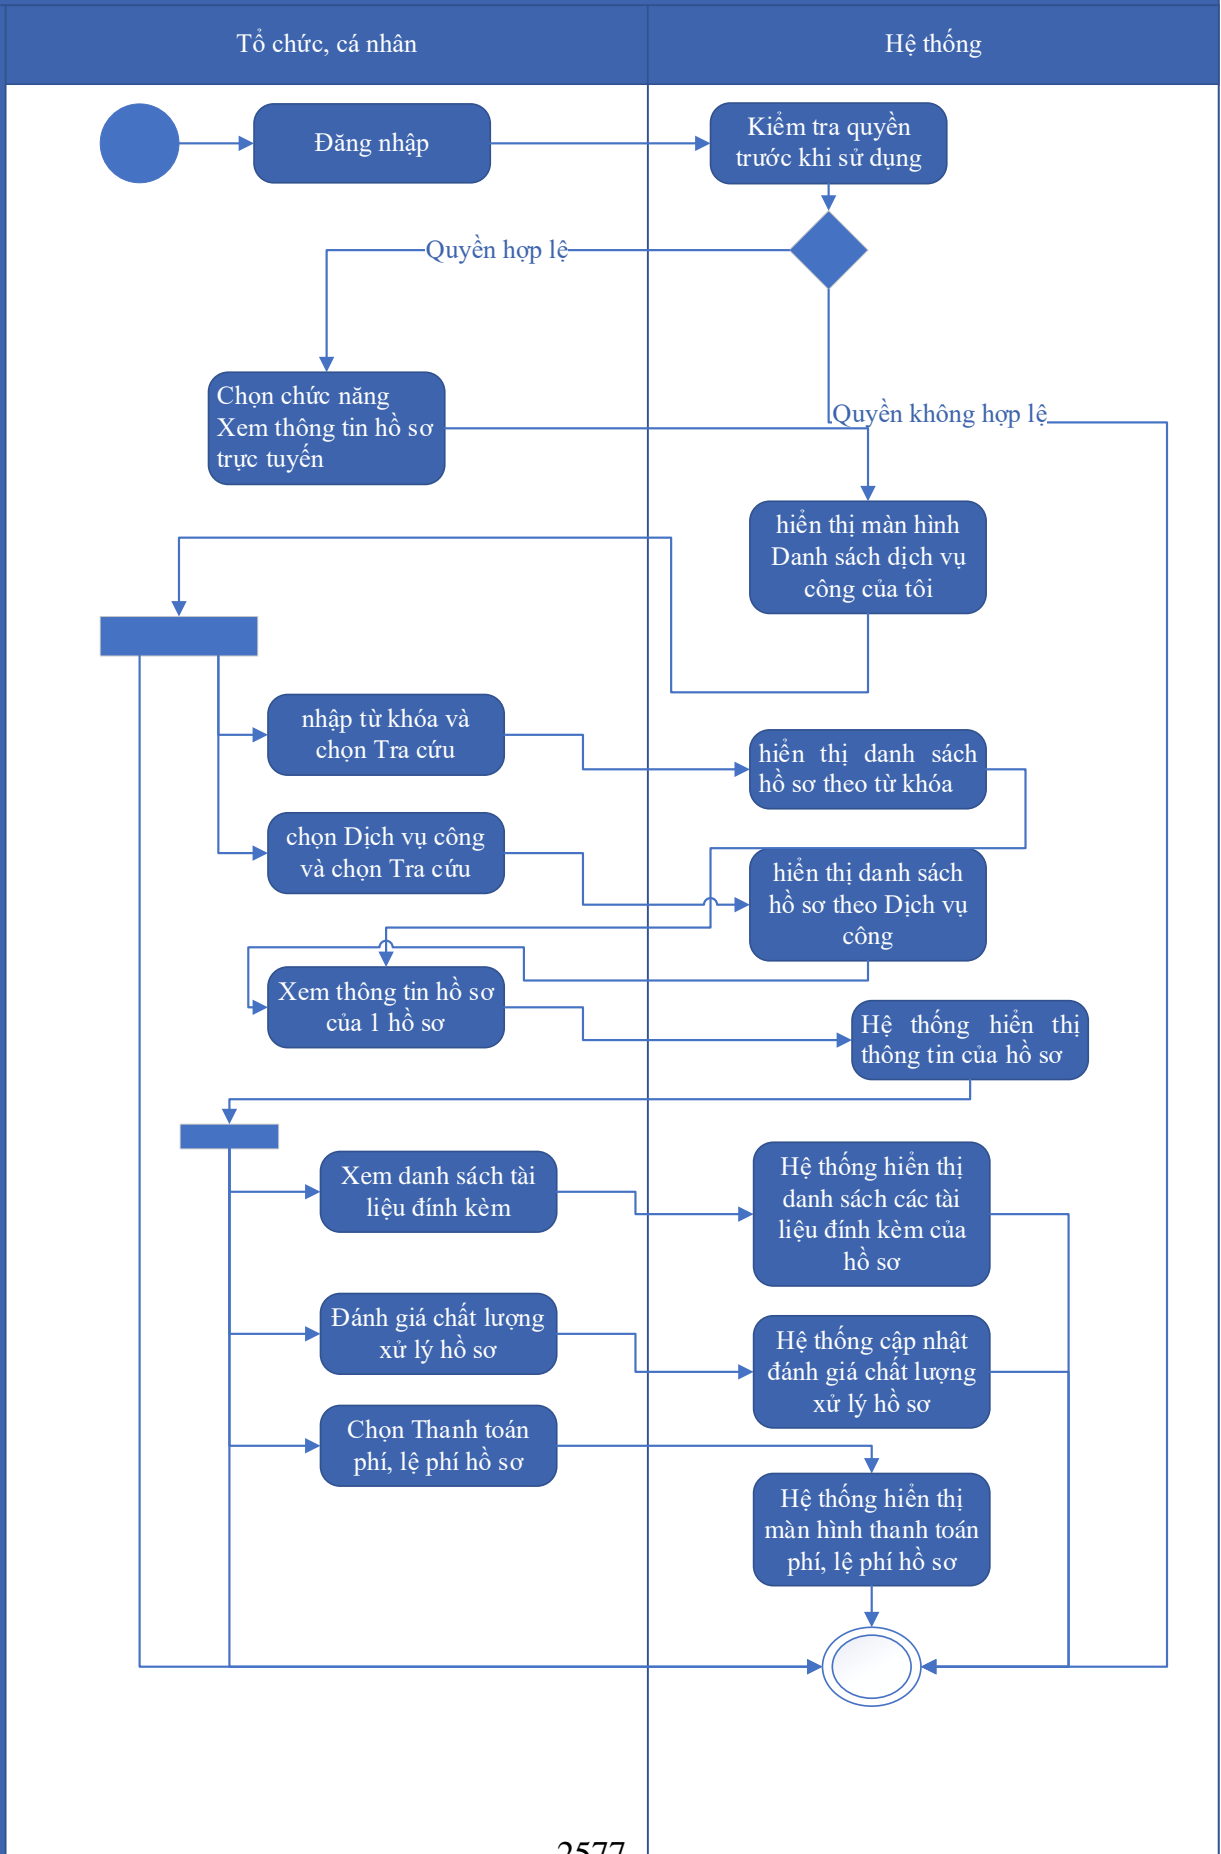 Tổ chức, cá nhân
Hệ thống
Đăng nhập
Kiểm tra quyền
trước khi sử dụng
Quyền hợp lệ
Chọn chức năng
Xem thông tin hồ sơ
trực tuyến
Quyền không hợp lệ
hiển thị màn hình
Danh sách dịch vụ
công của tôi
nhập từ khóa và
chọn Tra cứu
hiển thị danh sách
hồ sơ theo từ khóa
chọn Dịch vụ công
và chọn Tra cứu
hiển thị danh sách
hồ sơ theo Dịch vụ
công
Xem thông tin hồ sơ
của 1 hồ sơ
Hệ thống hiển thị
thông tin của hồ sơ
Xem danh sách tài
liệu đính kèm
Hệ thống hiển thị
danh sách các tài
liệu đính kèm của
hồ sơ
Đánh giá chất lượng
xử lý hồ sơ
Hệ thống cập nhật
đánh giá chất lượng
xử lý hồ sơ
Chọn Thanh toán
phí, lệ phí hồ sơ
Hệ thống hiển thị
màn hình thanh toán
phí, lệ phí hồ sơ
2577